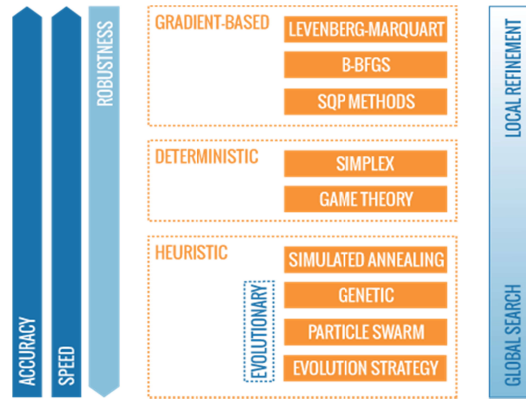 ACCURACY
SPEED
ROBUSTNESS
GRADIENT-BASED
LEVENBERG-MARQUART
B-BFGS
SQP METHODS
DETERMINISTIC
SIMPLEX
GAME THEORY
HEURISTIC
SIMULATED ANNEALING
EVOLUTIONARY
GENETIC
PARTICLE SWARM
EVOLUTION STRATEGY
LOCAL REFINEMENT
GLOBAL SEARCH